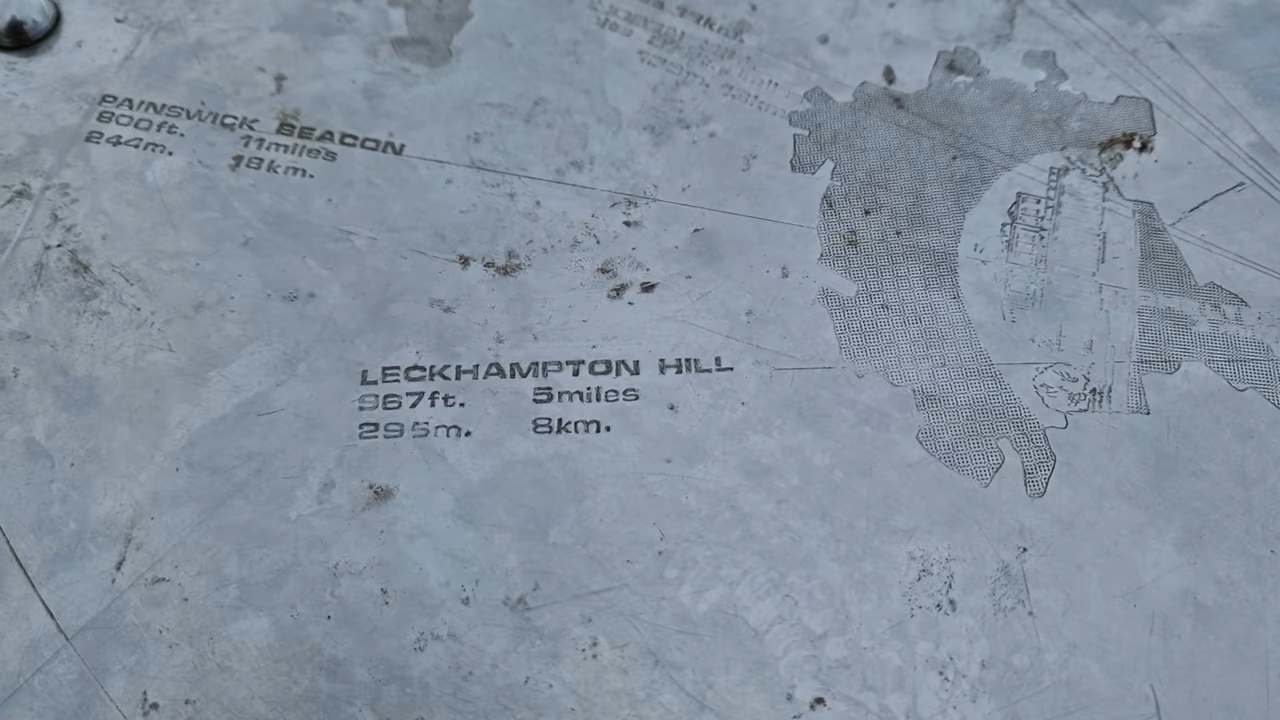 PAINSWICK BEACON
800ft. 11miles
244m. 18km.
LECKHAMPTON HILL
967ft. 5miles
295m. 8km.